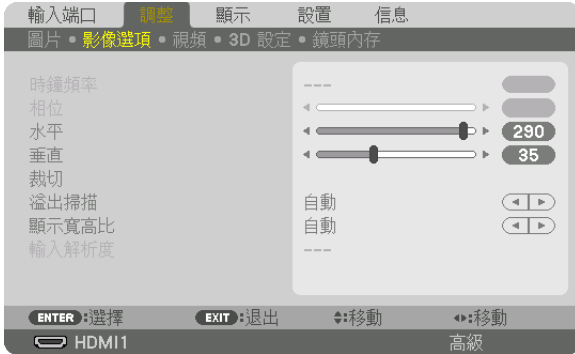 輸入端口 調整 顯示 設置 信息
圖片 • 影像選項 • 視頻 • 3D 設定 • 鏡頭內存
時鐘頻率 ---
相位
水平 290
垂直 35
裁切
溢出掃描 自動
顯示寬高比 自動
輸入解析度 ---
ENTER :選擇 EXIT :退出 :移動 :移動
HDMI1 高級